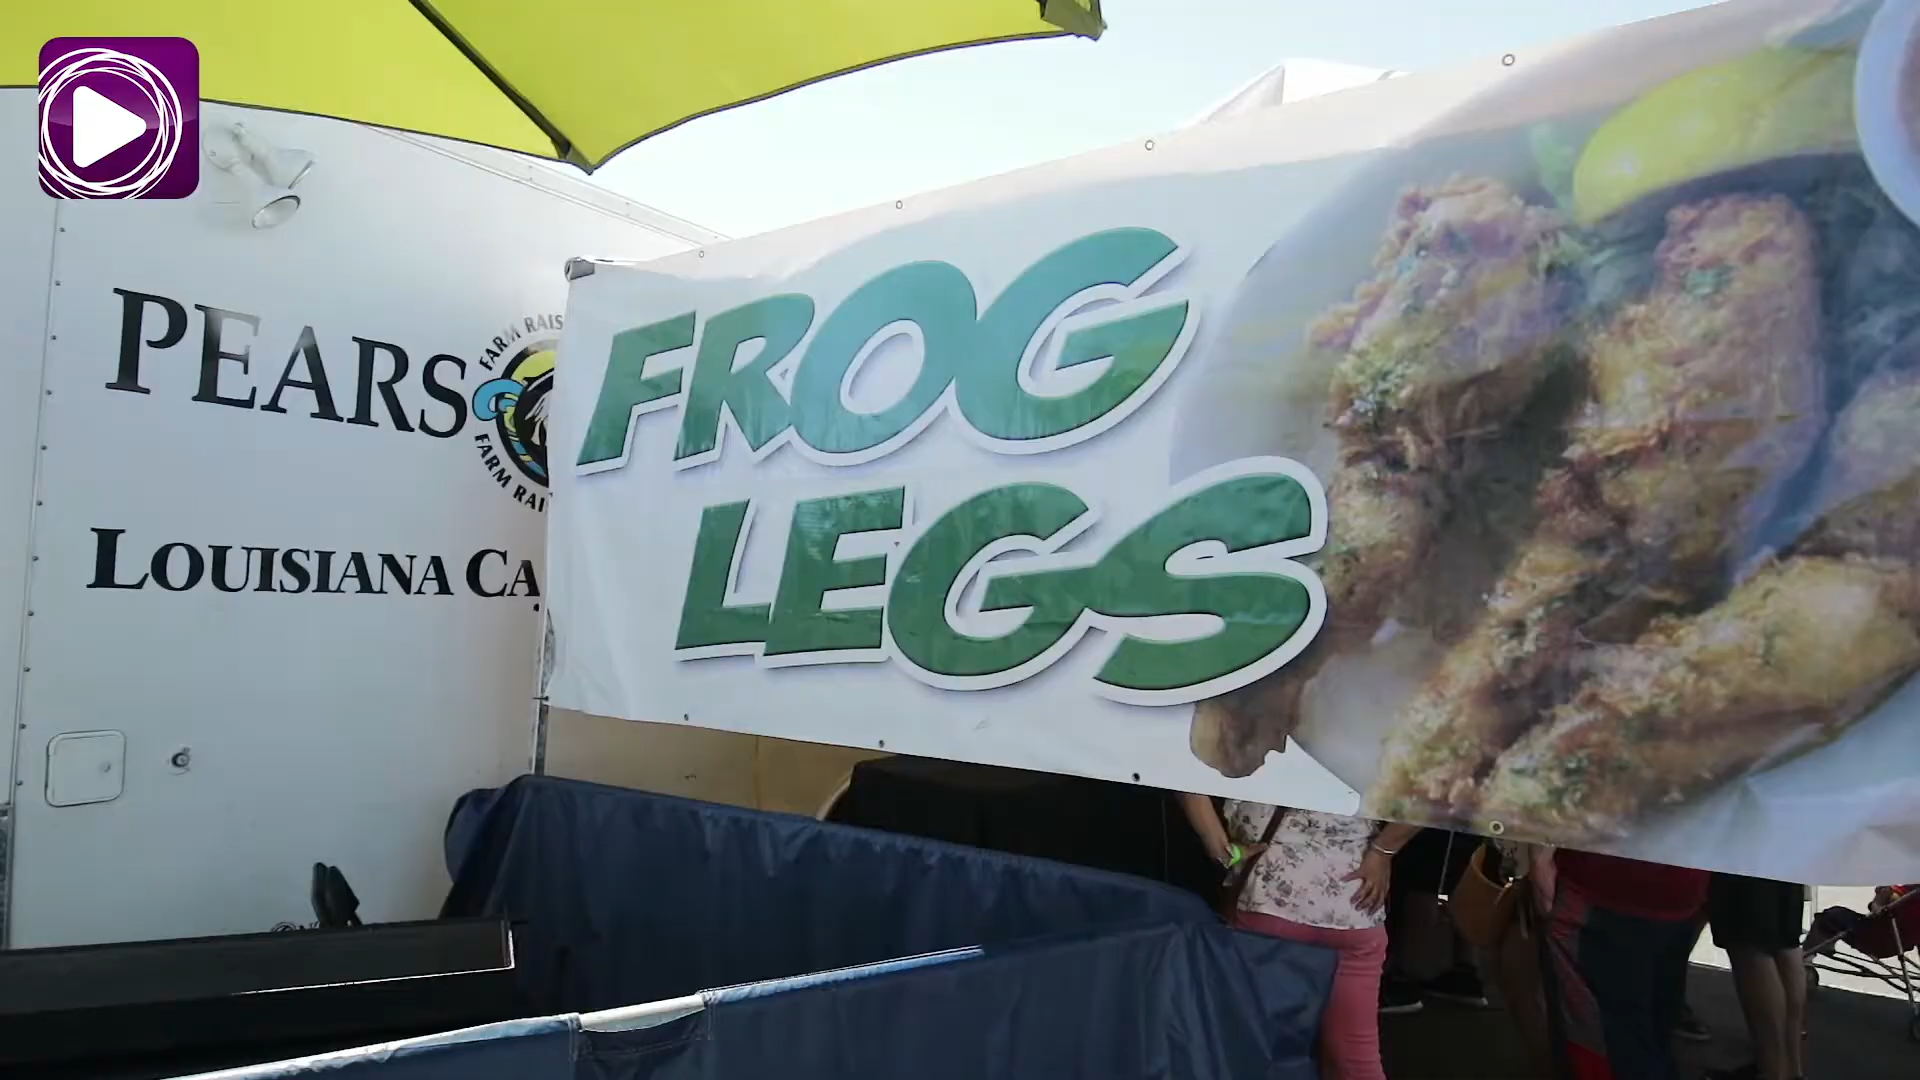 PEARS
FARM RAIS
FARM RAI
LOUISIANA CA
FROG
LEGS